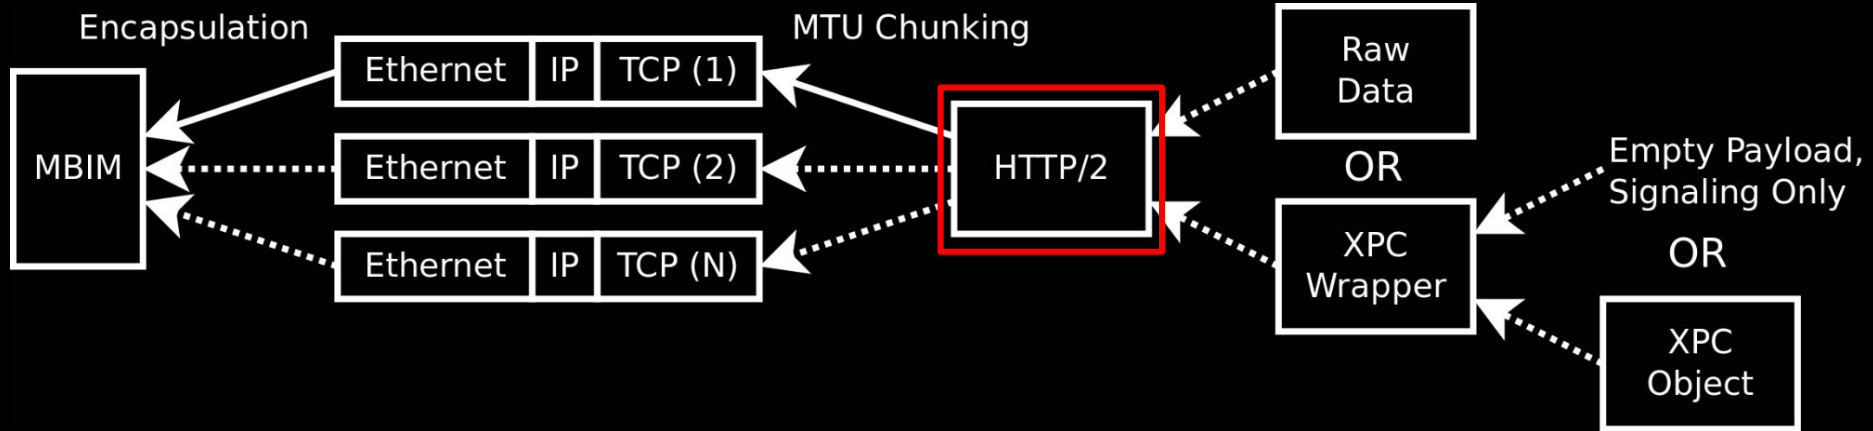 Encapsulation
MTU Chunking
MBIM
Ethernet IP TCP (1)
Ethernet IP TCP (2)
Ethernet IP TCP (N)
HTTP/2
Raw
Data
OR
XPC
Wrapper
Empty Payload,
Signaling Only
OR
XPC
Object